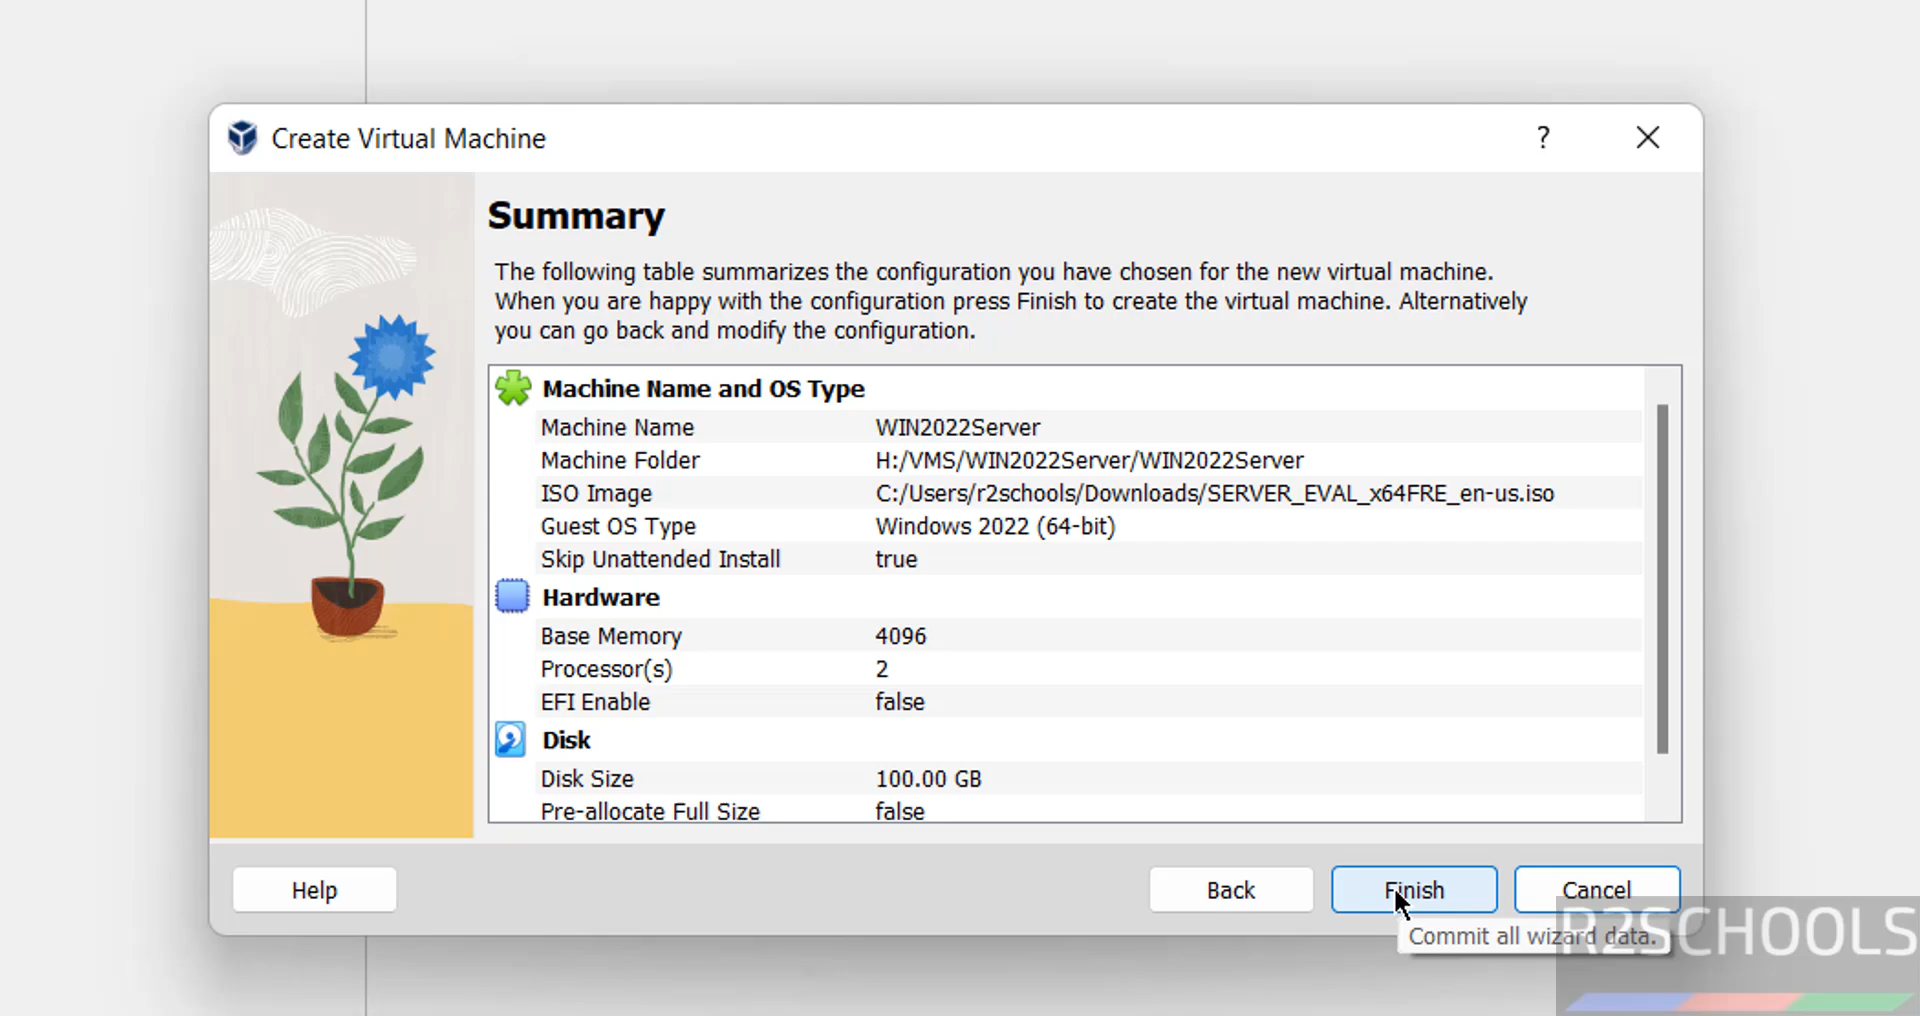 Create Virtual Machine
?
Summary
The following table summarizes the configuration you have chosen for the new virtual machine.
When you are happy with the configuration press Finish to create the virtual machine. Alternatively
you can go back and modify the configuration.
Machine Name and OS Type
Machine Name WIN2022Server
Machine Folder H:/VMS/WIN2022Server/WIN2022Server
ISO Image C:/Users/r2schools/Downloads/SERVER_EVAL_x64FRE_en-us.iso
Guest OS Type Windows 2022 (64-bit)
Skip Unattended Install true
Hardware
Base Memory 4096
Processor(s) 2
EFI Enable false
Disk
Disk Size 100.00 GB
Pre-allocate Full Size false
Help Back Finish Cancel
Commit all wizard data.
R2SCHOOLS